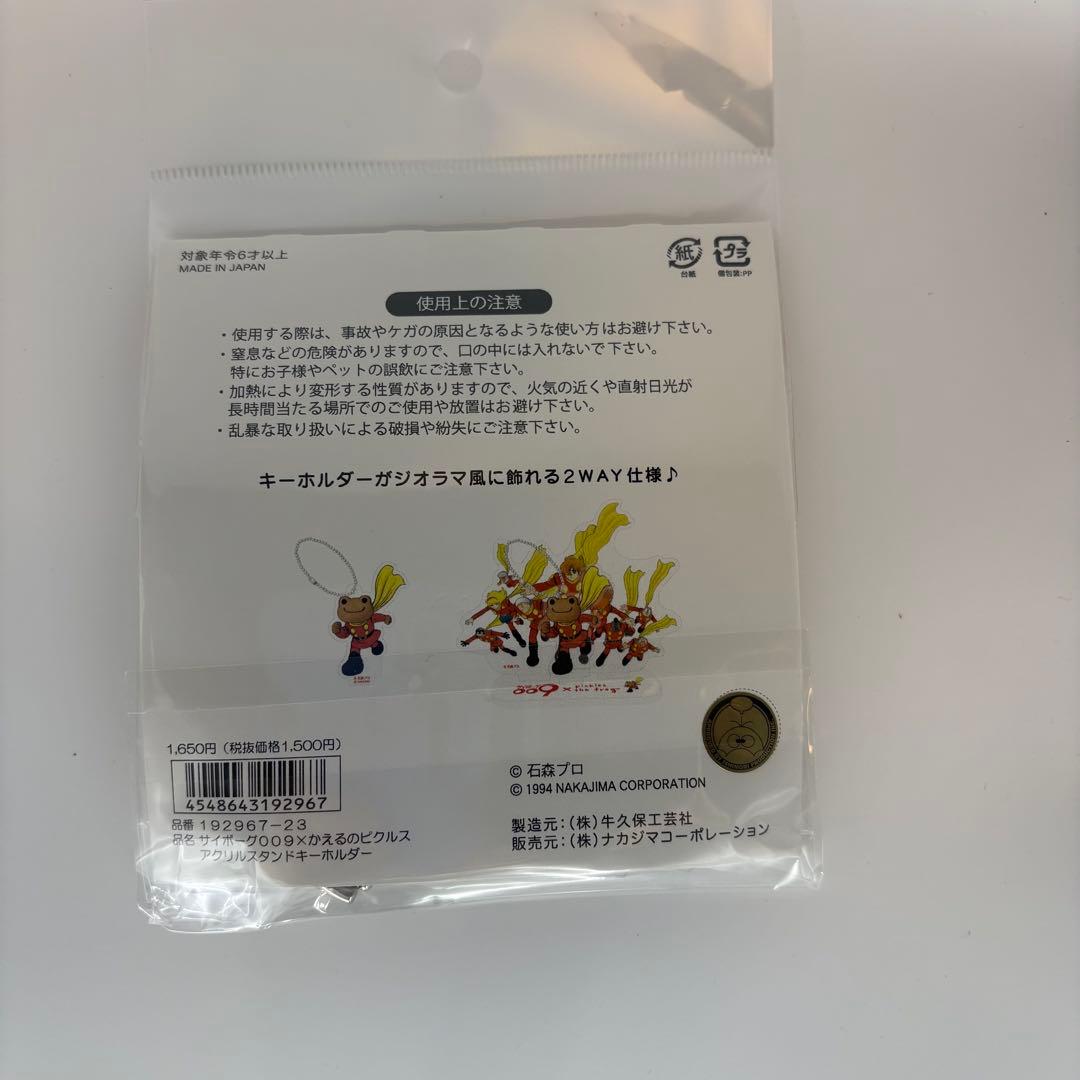 対象年令6才以上
MADE IN JAPAN
紙
台紙
プラ
個包装:PP
使用上の注意
・使用する際は、事故やケガの原因となるような使い方はお避け下さい。
・窒息などの危険がありますので、口の中には入れないで下さい。
特にお子様やペットの誤飲にご注意下さい。
・加熱により変形する性質がありますので、火気の近くや直射日光が
長時間当たる場所でのご使用や放置はお避け下さい。
・乱暴な取り扱いによる破損や紛失にご注意下さい。
キーホルダーがジオラマ風に飾れる2WAY仕様♪
009 × pickles the frog
1,650円（税抜価格1,500円）
4548643192967
品番 192967-23
品名 サイボーグ009×かえるのピクルス
アクリルスタンドキーホルダー
© 石森プロ
© 1994 NAKAJIMA CORPORATION
製造元：（株）牛久保工芸社
販売元：（株）ナカジマコーポレーション